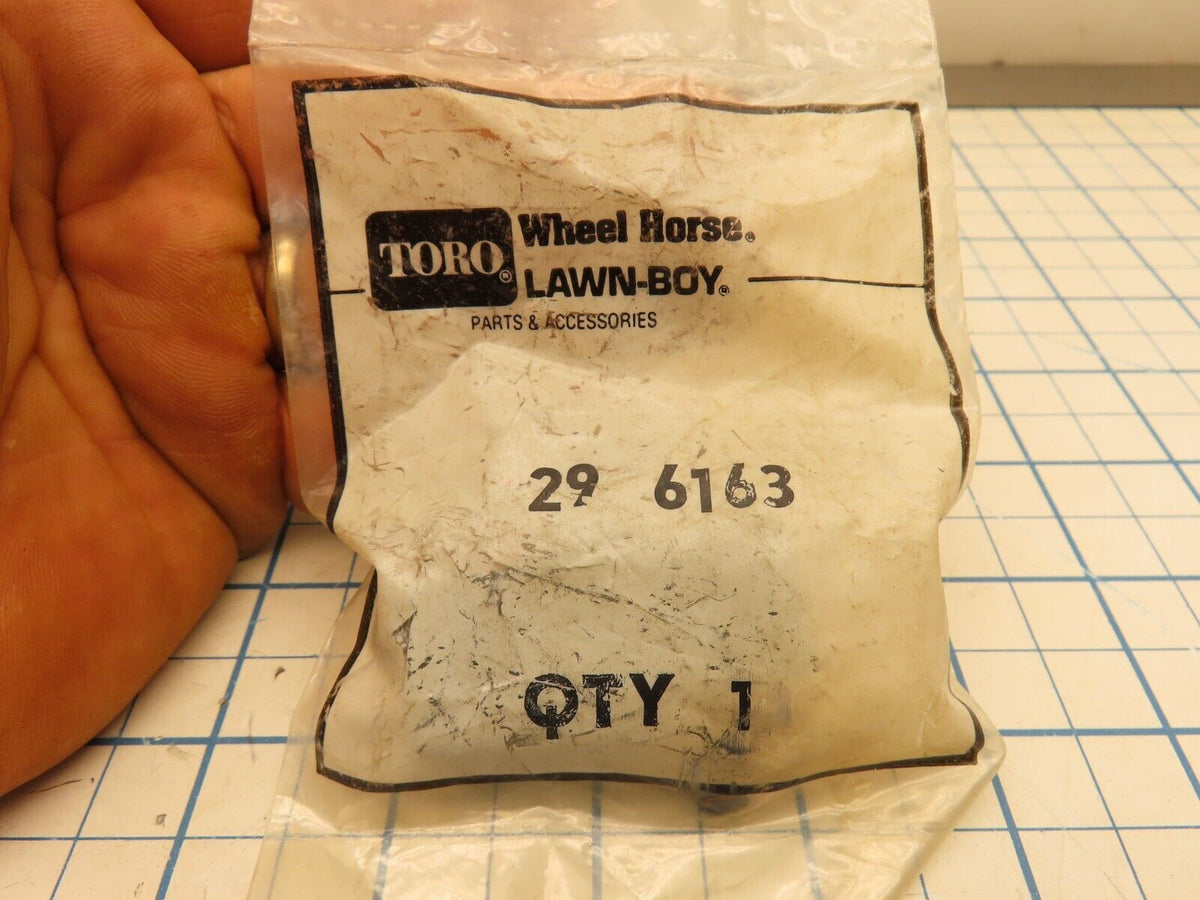 TORO®
Wheel Horse®
LAWN-BOY®
PARTS & ACCESSORIES
29 6163
QTY 1